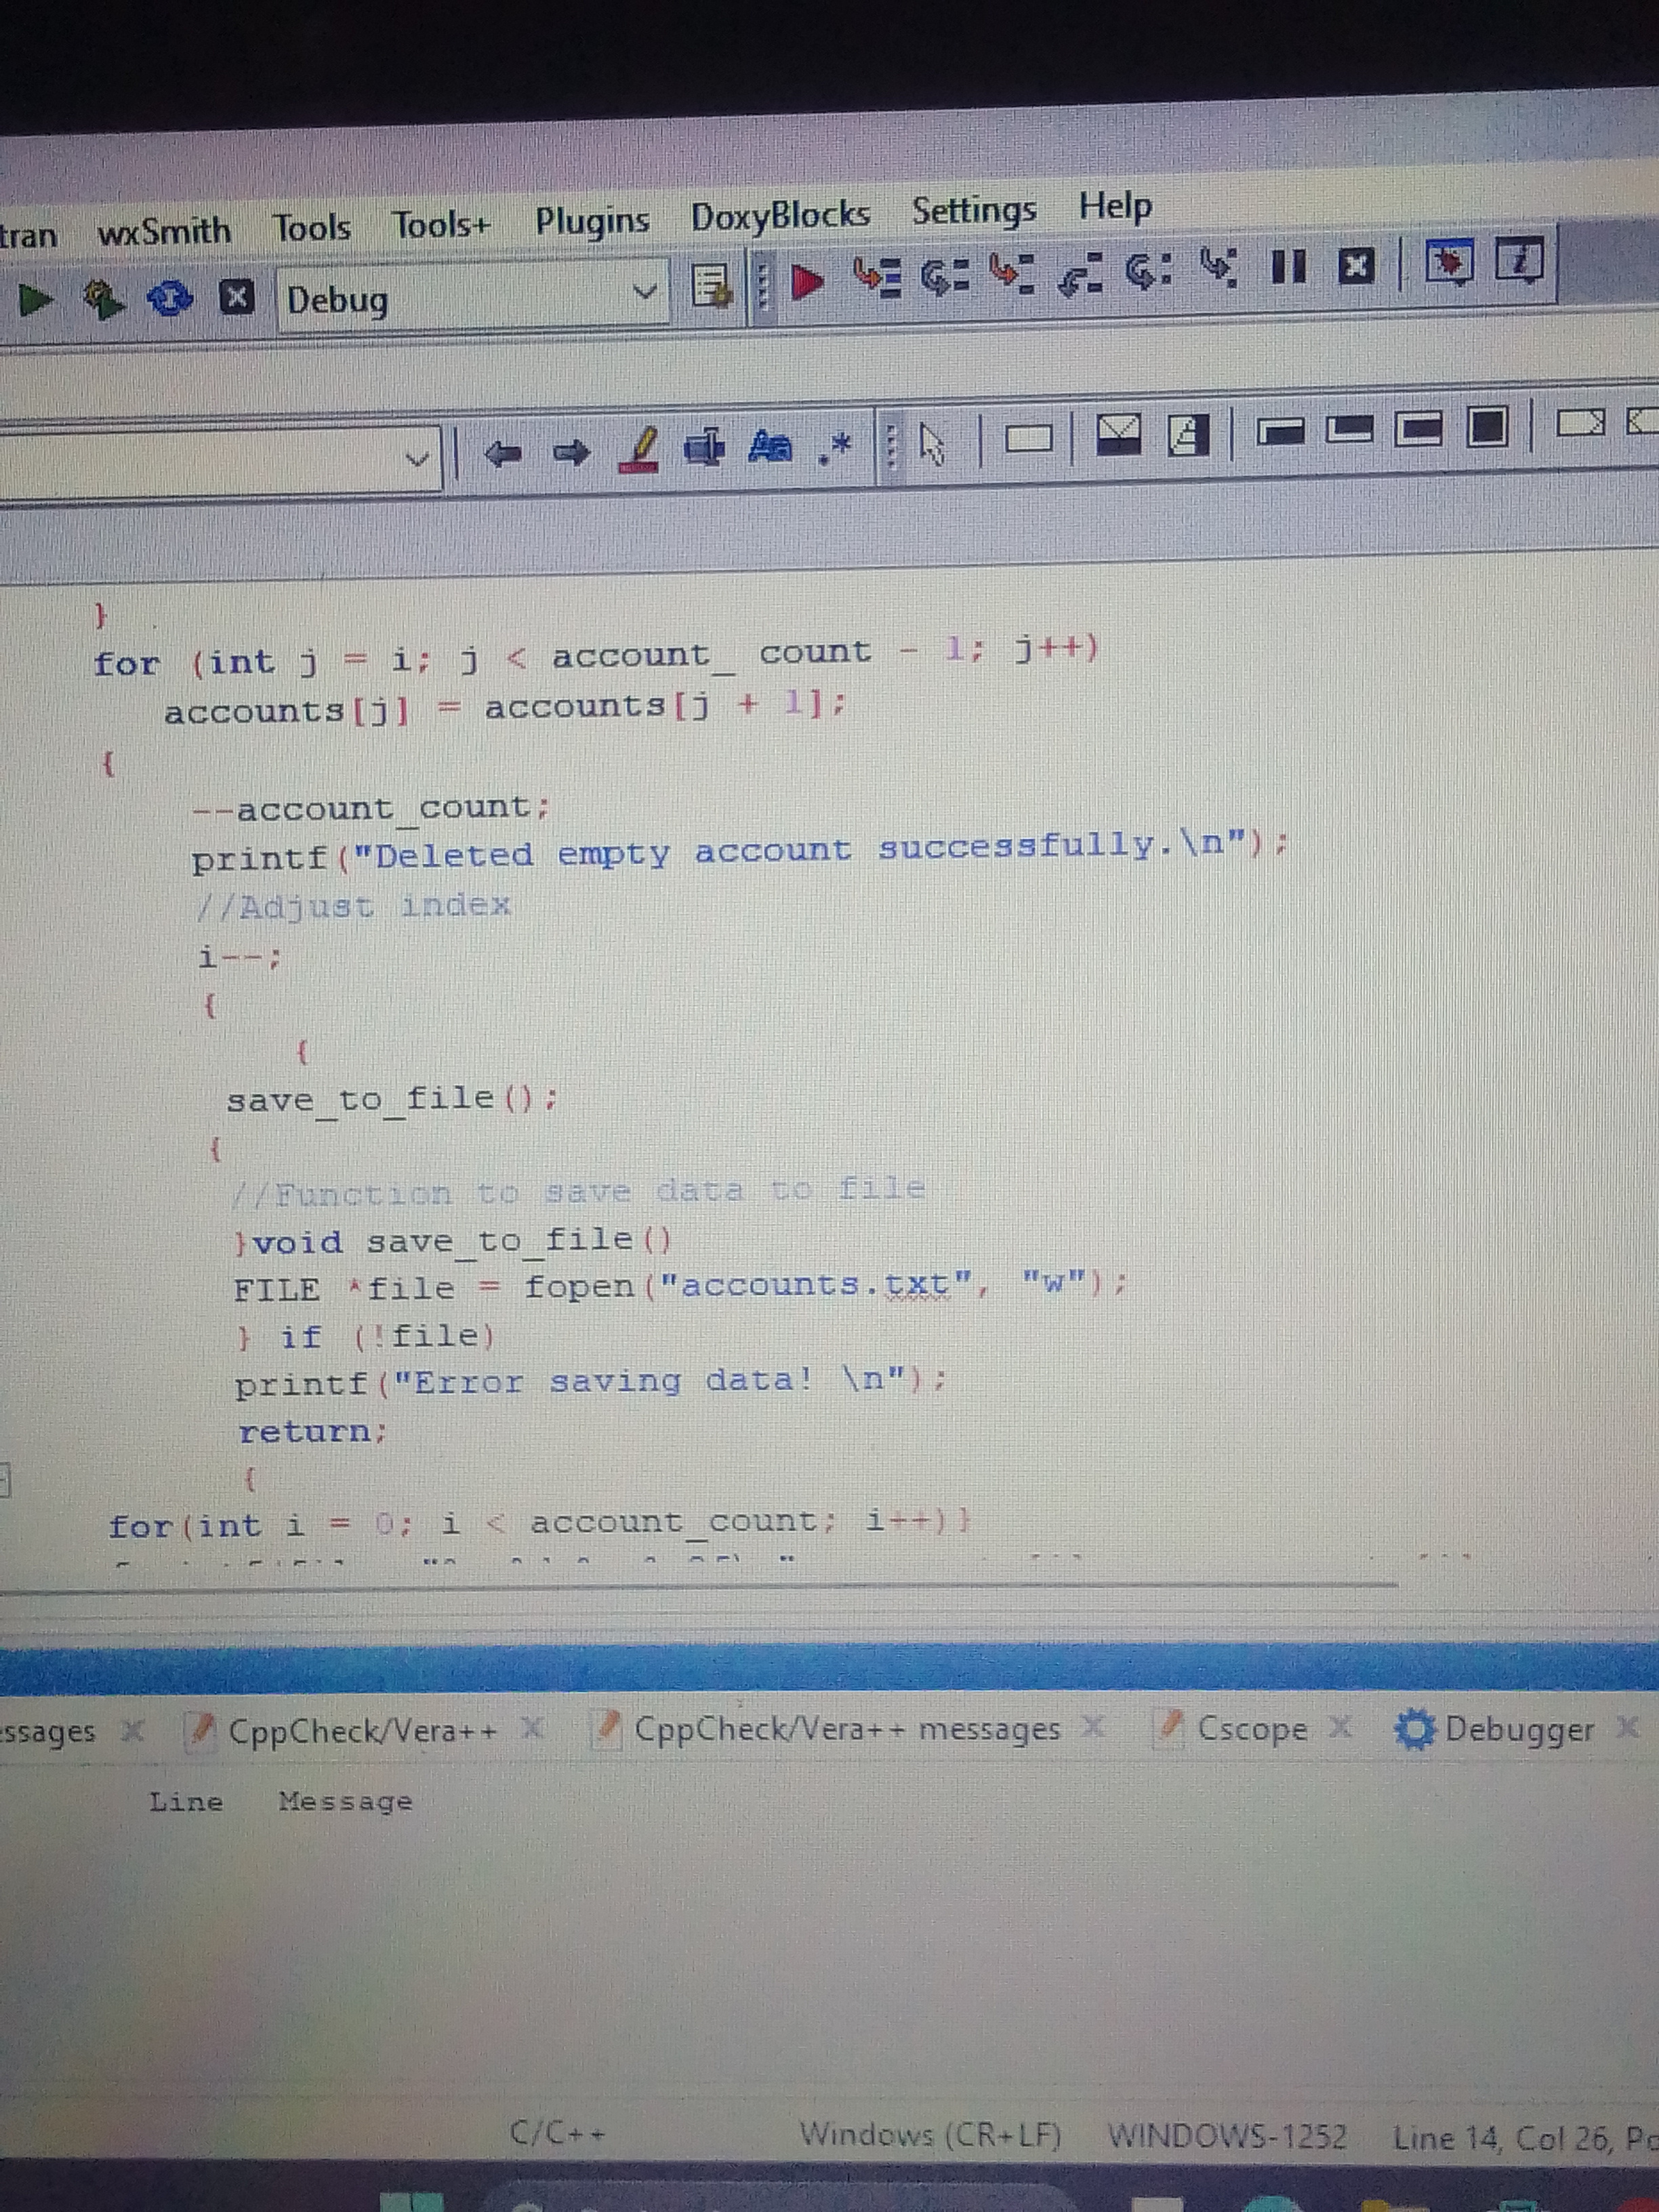 tran wxSmith Tools Tools+ Plugins DoxyBlocks Settings Help
Debug
Aa .*
}
for (int j = i; j < account_ count - 1; j++)
accounts[j] = accounts[j + 1];
{
--account_count;
printf("Deleted empty account successfully.\n");
//Adjust index
i--;
{
{
save_to_file();
{
//Function to save data to file
}void save_to_file()
FILE *file = fopen("accounts.txt", "w");
} if (!file)
printf("Error saving data! \n");
return;
{
for(int i = 0; i < account_count; i++)}
ssages CppCheck/Vera++ CppCheck/Vera++ messages Cscope Debugger
Line Message
C/C++ Windows (CR+LF) WINDOWS-1252 Line 14, Col 26, Po